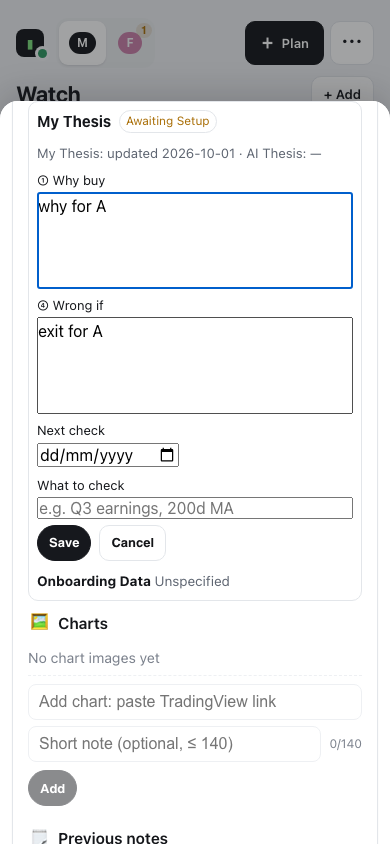 M
F
1
+ Plan
...
Watch
+ Add
My Thesis Awaiting Setup
My Thesis: updated 2026-10-01 · AI Thesis: —
① Why buy
why for A
④ Wrong if
exit for A
Next check
dd/mm/yyyy
What to check
e.g. Q3 earnings, 200d MA
Save Cancel
Onboarding Data Unspecified
Charts
No chart images yet
Add chart: paste TradingView link
Short note (optional, ≤ 140) 0/140
Add
Previous notes